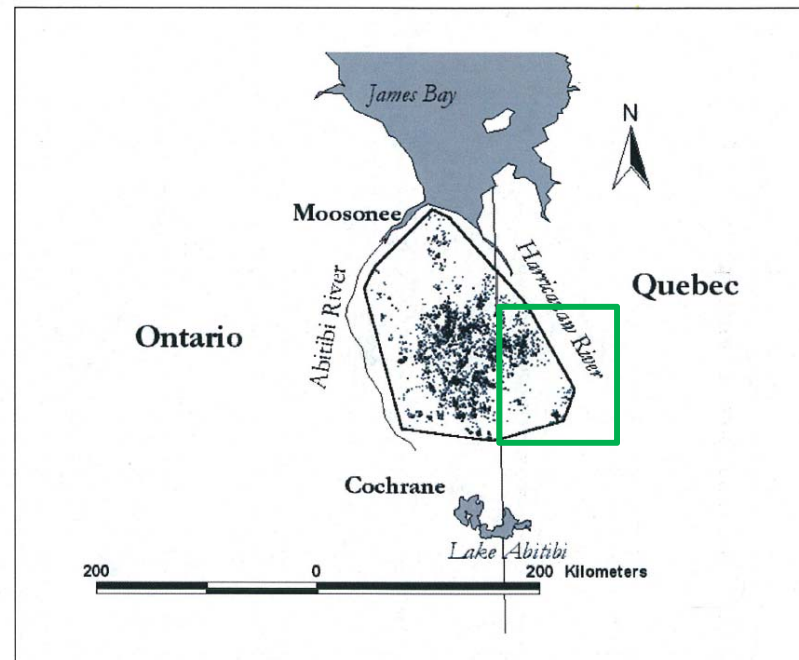 James Bay
N
Moosonee
Harricanaw River
Quebec
Abitibi River
Ontario
Cochrane
Lake Abitibi
200 0 200 Kilometers